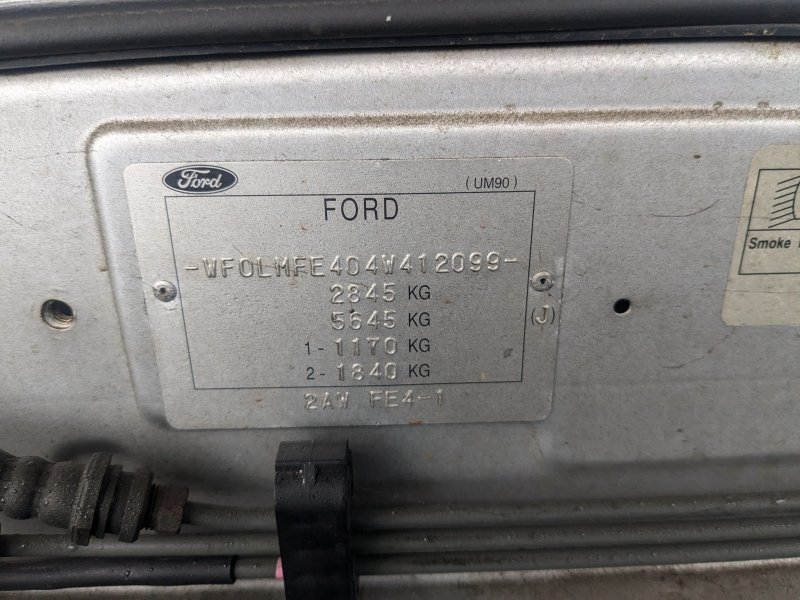 Ford
(UM90)
FORD
-WF0LMFE404W412099-
2845 KG
5645 KG
(J)
1-1170 KG
2-1840 KG
2AW FE4-1
Smoke